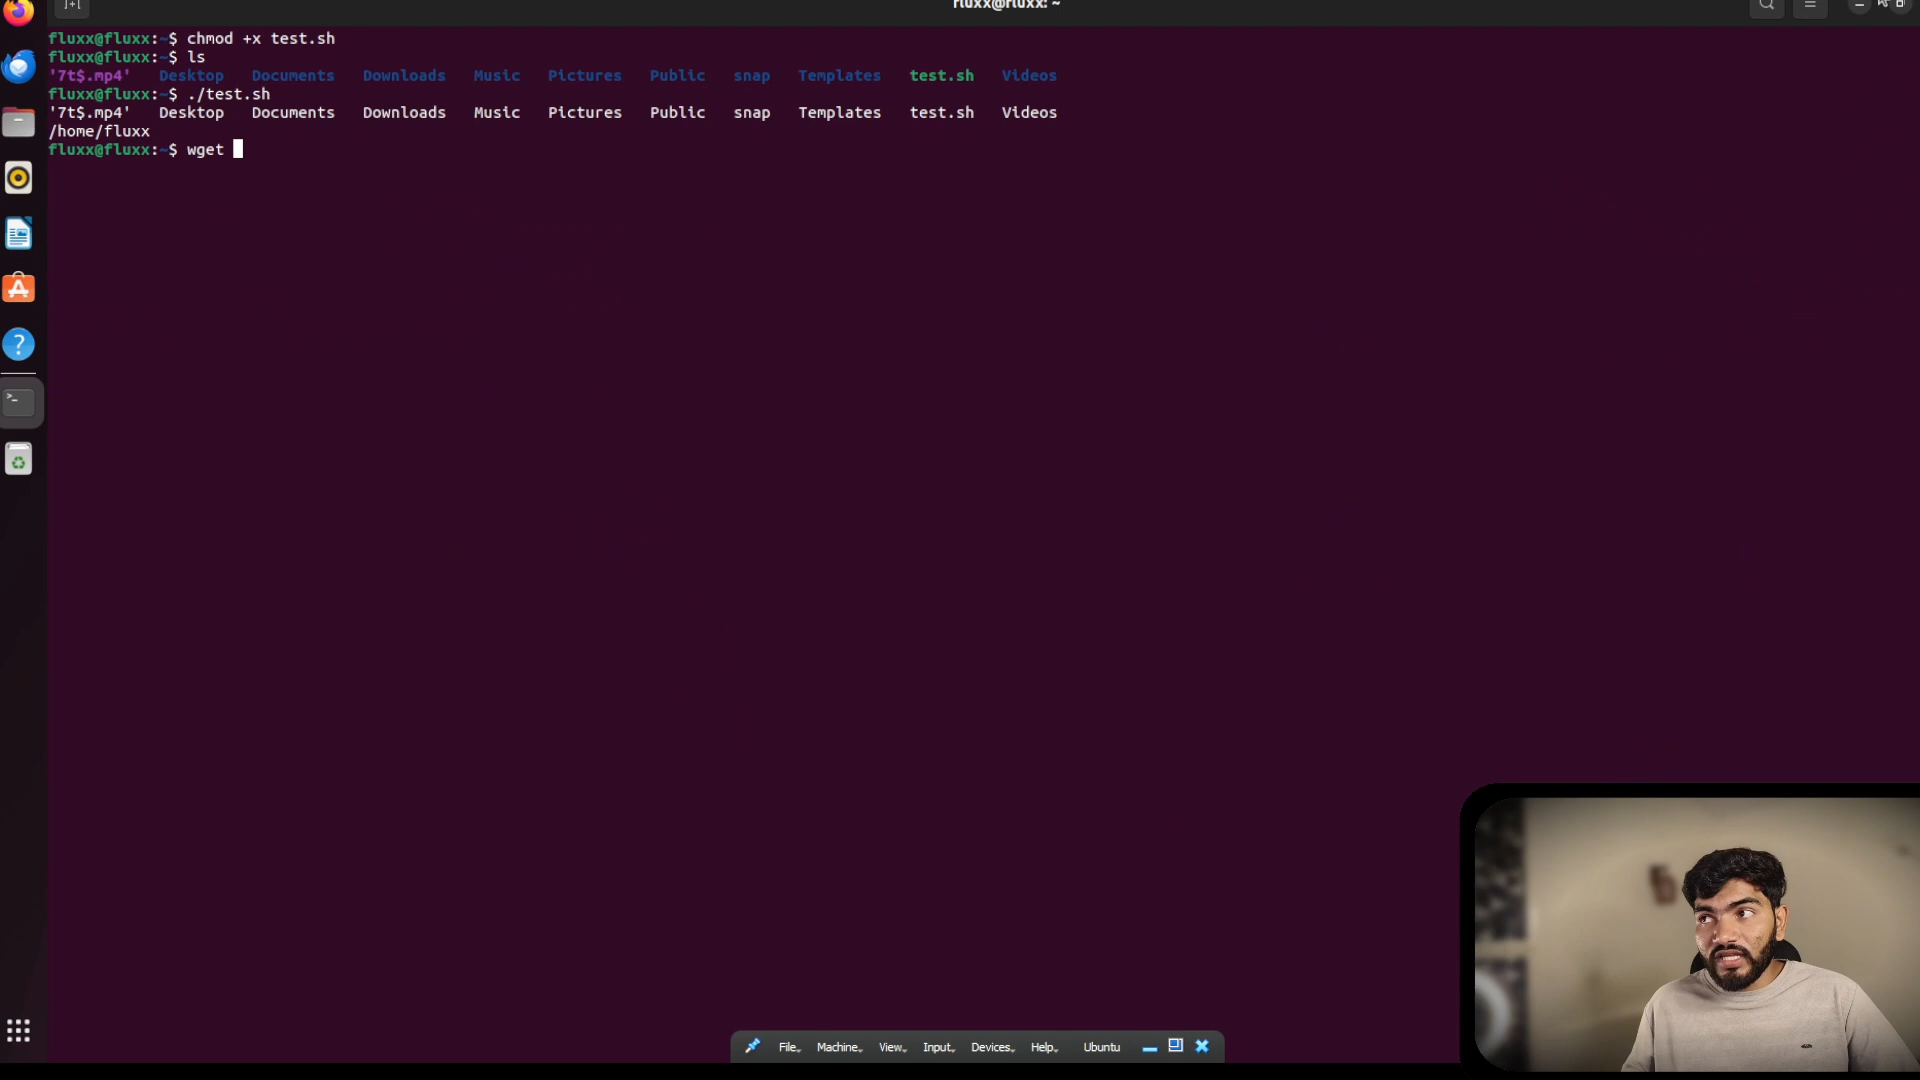 fluxx@fluxx: ~
fluxx@fluxx:~$ chmod +x test.sh
fluxx@fluxx:~$ ls
'7t$.mp4' Desktop Documents Downloads Music Pictures Public snap Templates test.sh Videos
fluxx@fluxx:~$ ./test.sh
'7t$.mp4' Desktop Documents Downloads Music Pictures Public snap Templates test.sh Videos
/home/fluxx
fluxx@fluxx:~$ wget
File Machine View Input Devices Help Ubuntu